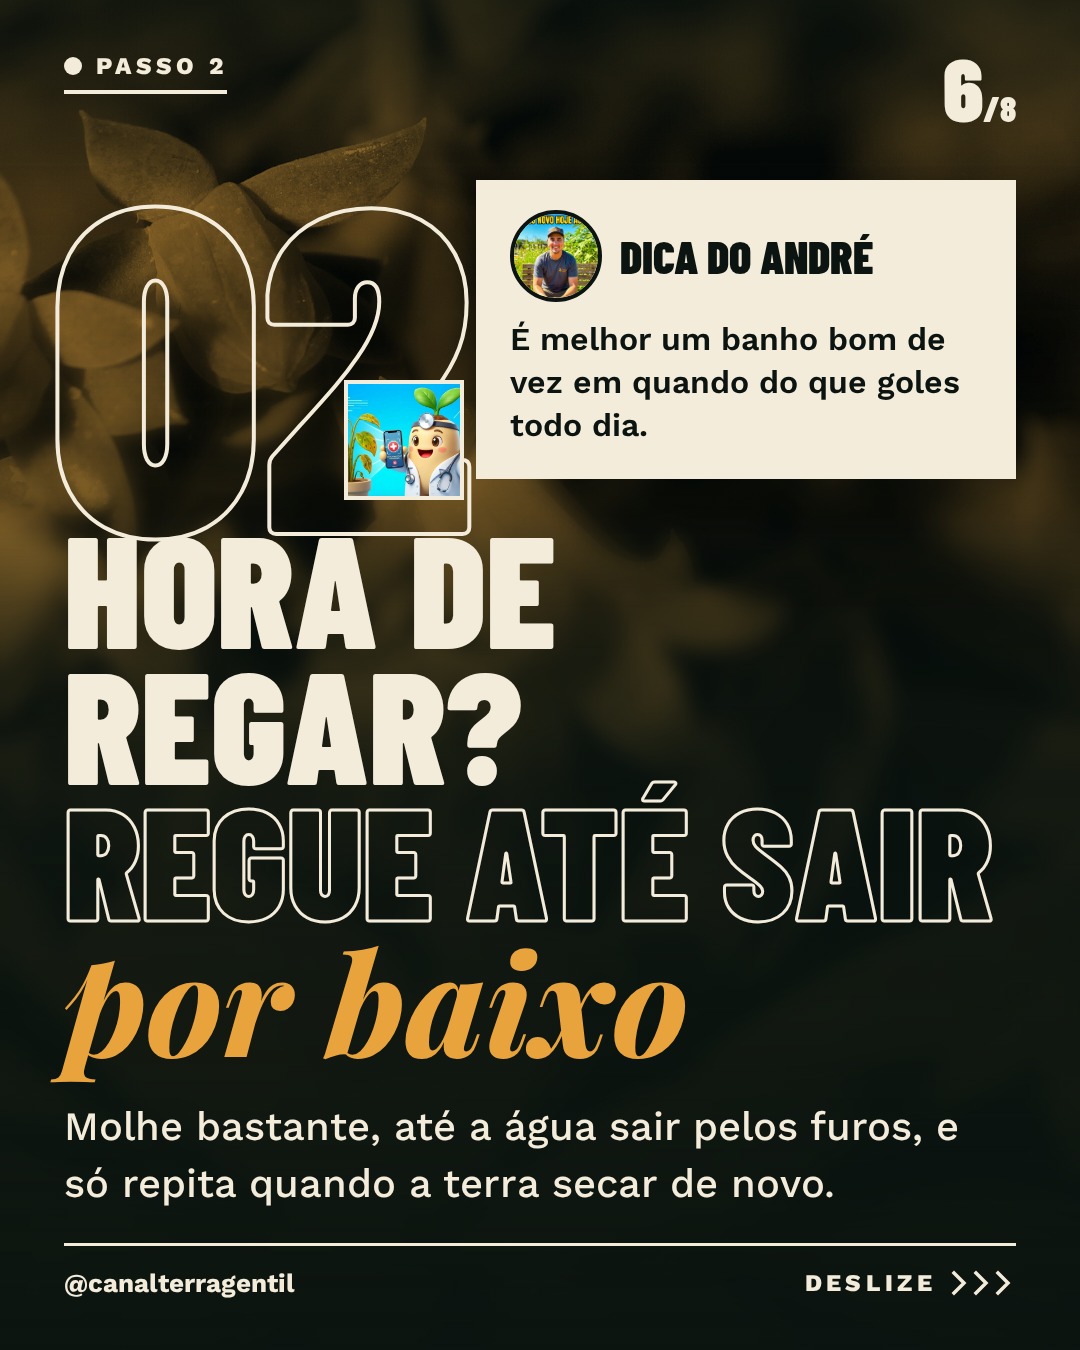 PASSO 2
6/8
02
DICA DO ANDRÉ
É melhor um banho bom de
vez em quando do que goles
todo dia.
HORA DE
REGAR?
REGUE ATÉ SAIR
por baixo
Molhe bastante, até a água sair pelos furos, e
só repita quando a terra secar de novo.
@canalterragentil
DESLIZE